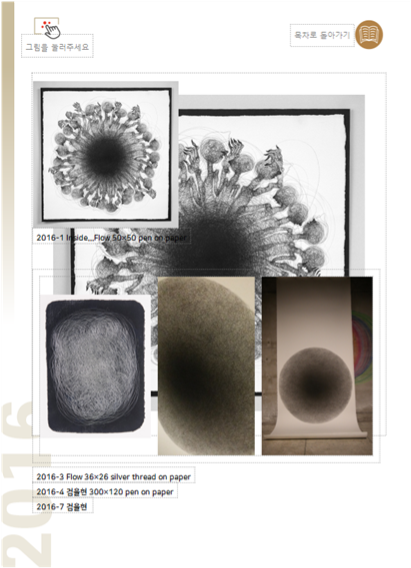 그림을 눌러주세요
목차로 돌아가기
2016-1 Inside,,,Flow 50×50 pen on paper
2016-3 Flow 36×26 silver thread on paper
2016-4 검을현 300×120 pen on paper
2016-7 검을현
2016